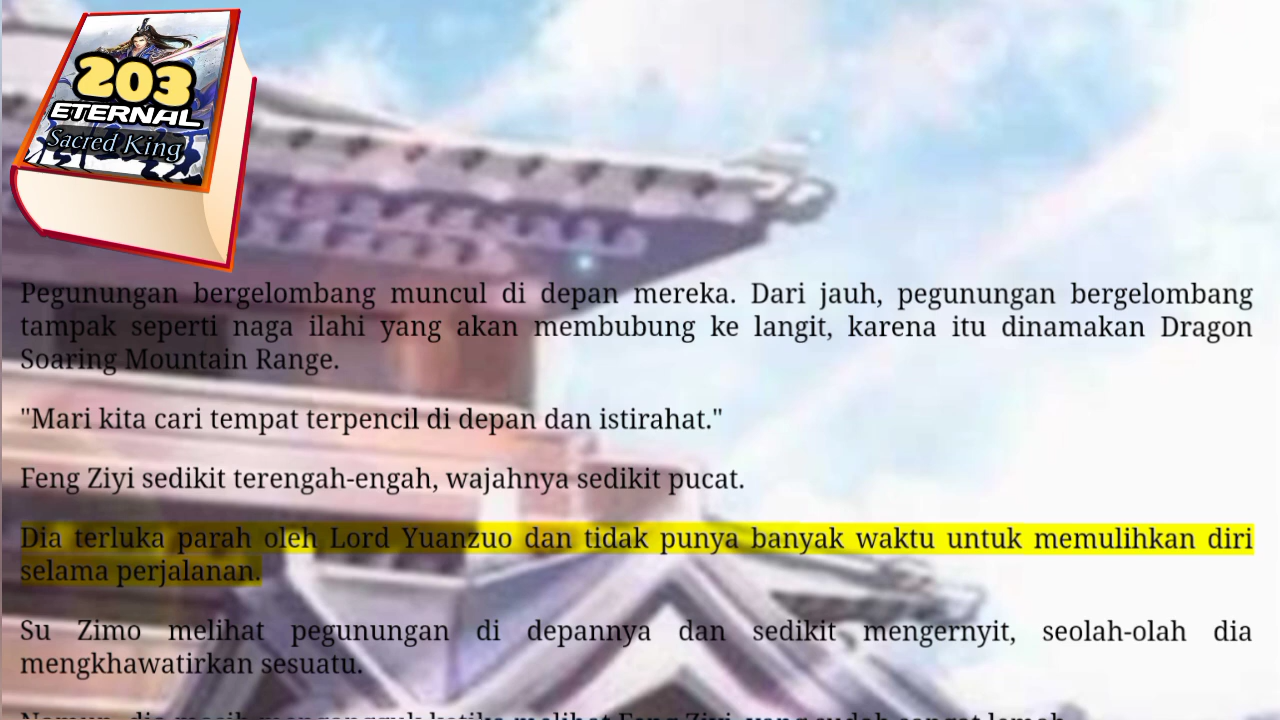 203
ETERNAL
Sacred King
Pegunungan bergelombang muncul di depan mereka. Dari jauh, pegunungan bergelombang
tampak seperti naga ilahi yang akan membubung ke langit, karena itu dinamakan Dragon
Soaring Mountain Range.
"Mari kita cari tempat terpencil di depan dan istirahat."
Feng Ziyi sedikit terengah-engah, wajahnya sedikit pucat.
Dia terluka parah oleh Lord Yuanzuo dan tidak punya banyak waktu untuk memulihkan diri
selama perjalanan.
Su Zimo melihat pegunungan di depannya dan sedikit mengernyit, seolah-olah dia
mengkhawatirkan sesuatu.